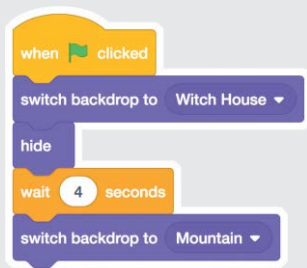 when clicked
switch backdrop to Witch House
hide
wait 4 seconds
switch backdrop to Mountain